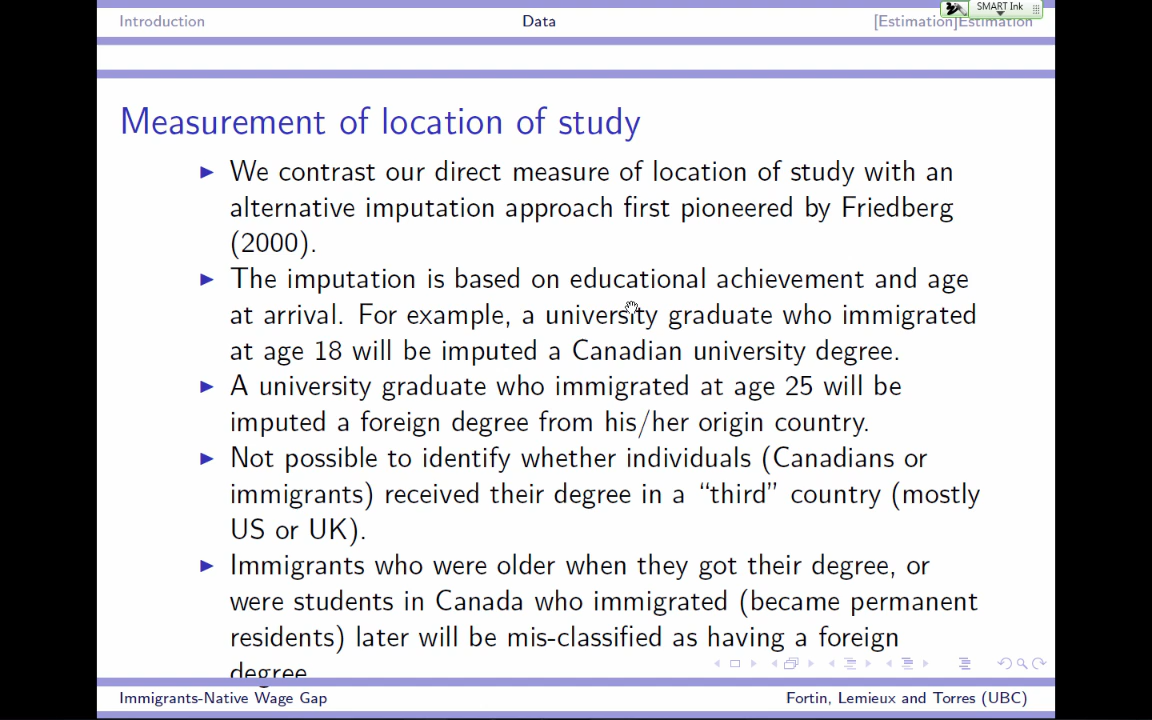 Introduction Data [Estimation]Estimation
SMART Ink
Measurement of location of study
We contrast our direct measure of location of study with an
alternative imputation approach first pioneered by Friedberg
(2000).
The imputation is based on educational achievement and age
at arrival. For example, a university graduate who immigrated
at age 18 will be imputed a Canadian university degree.
A university graduate who immigrated at age 25 will be
imputed a foreign degree from his/her origin country.
Not possible to identify whether individuals (Canadians or
immigrants) received their degree in a “third” country (mostly
US or UK).
Immigrants who were older when they got their degree, or
were students in Canada who immigrated (became permanent
residents) later will be mis-classified as having a foreign
degree
Immigrants-Native Wage Gap Fortin, Lemieux and Torres (UBC)